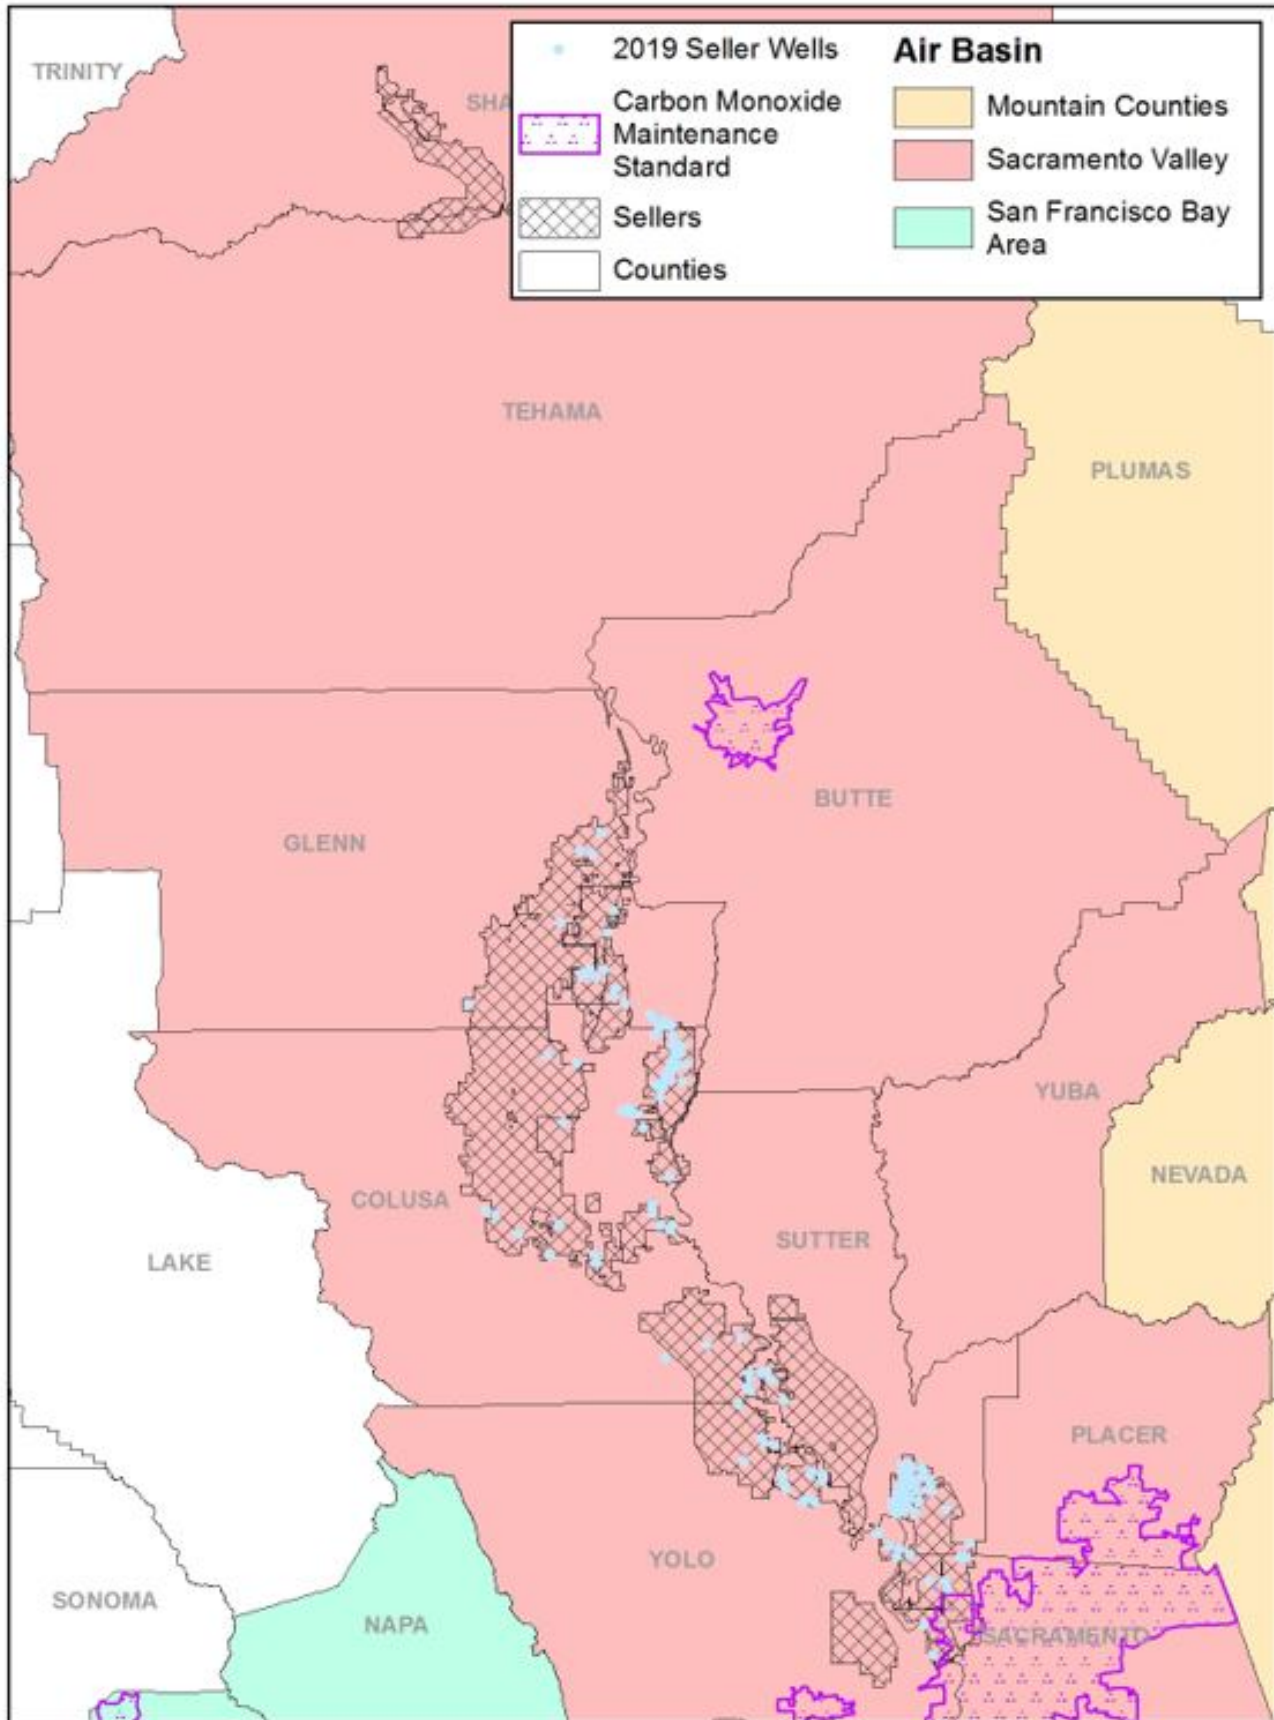 2019 Seller Wells
Carbon Monoxide
Maintenance
Standard
Sellers
Counties
Air Basin
Mountain Counties
Sacramento Valley
San Francisco Bay
Area
TRINITY
SHA
TEHAMA
PLUMAS
BUTTE
GLENN
YUBA
NEVADA
COLUSA
SUTTER
LAKE
PLACER
YOLO
SONOMA
NAPA
SACRAMENTO